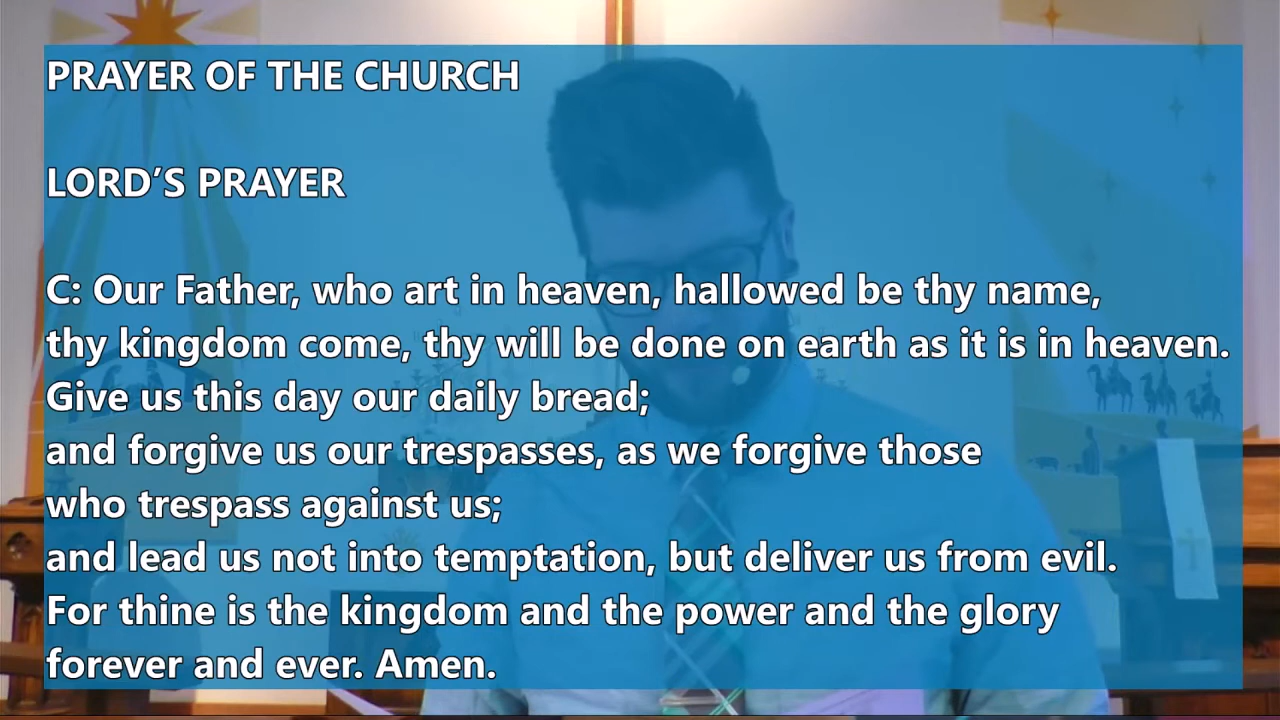 PRAYER OF THE CHURCH
LORD’S PRAYER
C: Our Father, who art in heaven, hallowed be thy name,
thy kingdom come, thy will be done on earth as it is in heaven.
Give us this day our daily bread;
and forgive us our trespasses, as we forgive those
who trespass against us;
and lead us not into temptation, but deliver us from evil.
For thine is the kingdom and the power and the glory
forever and ever. Amen.